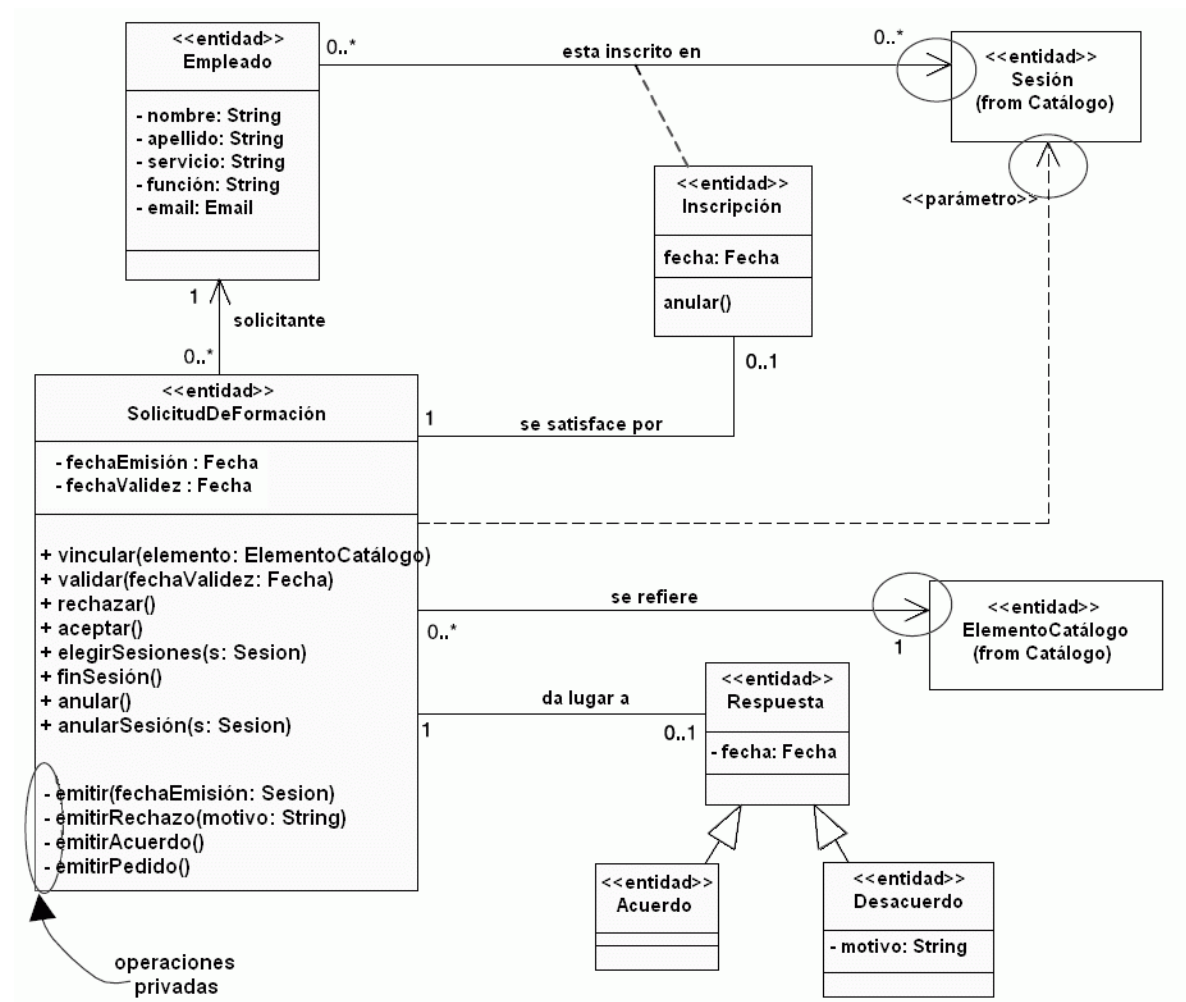 <<entidad>>
Empleado
- nombre: String
- apellido: String
- servicio: String
- función: String
- email: Email
0..*
esta inscrito en
0..*
<<entidad>>
Sesión
(from Catálogo)
<<parámetro>>
<<entidad>>
Inscripción
fecha: Fecha
anular()
0..1
1
solicitante
0..*
<<entidad>>
SolicitudDeFormación
- fechaEmisión : Fecha
- fechaValidez : Fecha
+ vincular(elemento: ElementoCatálogo)
+ validar(fechaValidez: Fecha)
+ rechazar()
+ aceptar()
+ elegirSesiones(s: Sesion)
+ finSesión()
+ anular()
+ anularSesión(s: Sesion)
- emitir(fechaEmisión: Sesion)
- emitirRechazo(motivo: String)
- emitirAcuerdo()
- emitirPedido()
operaciones
privadas
1
se satisface por
se refiere
0..*
1
<<entidad>>
ElementoCatálogo
(from Catálogo)
da lugar a
1
0..1
<<entidad>>
Respuesta
- fecha: Fecha
<<entidad>>
Acuerdo
<<entidad>>
Desacuerdo
- motivo: String